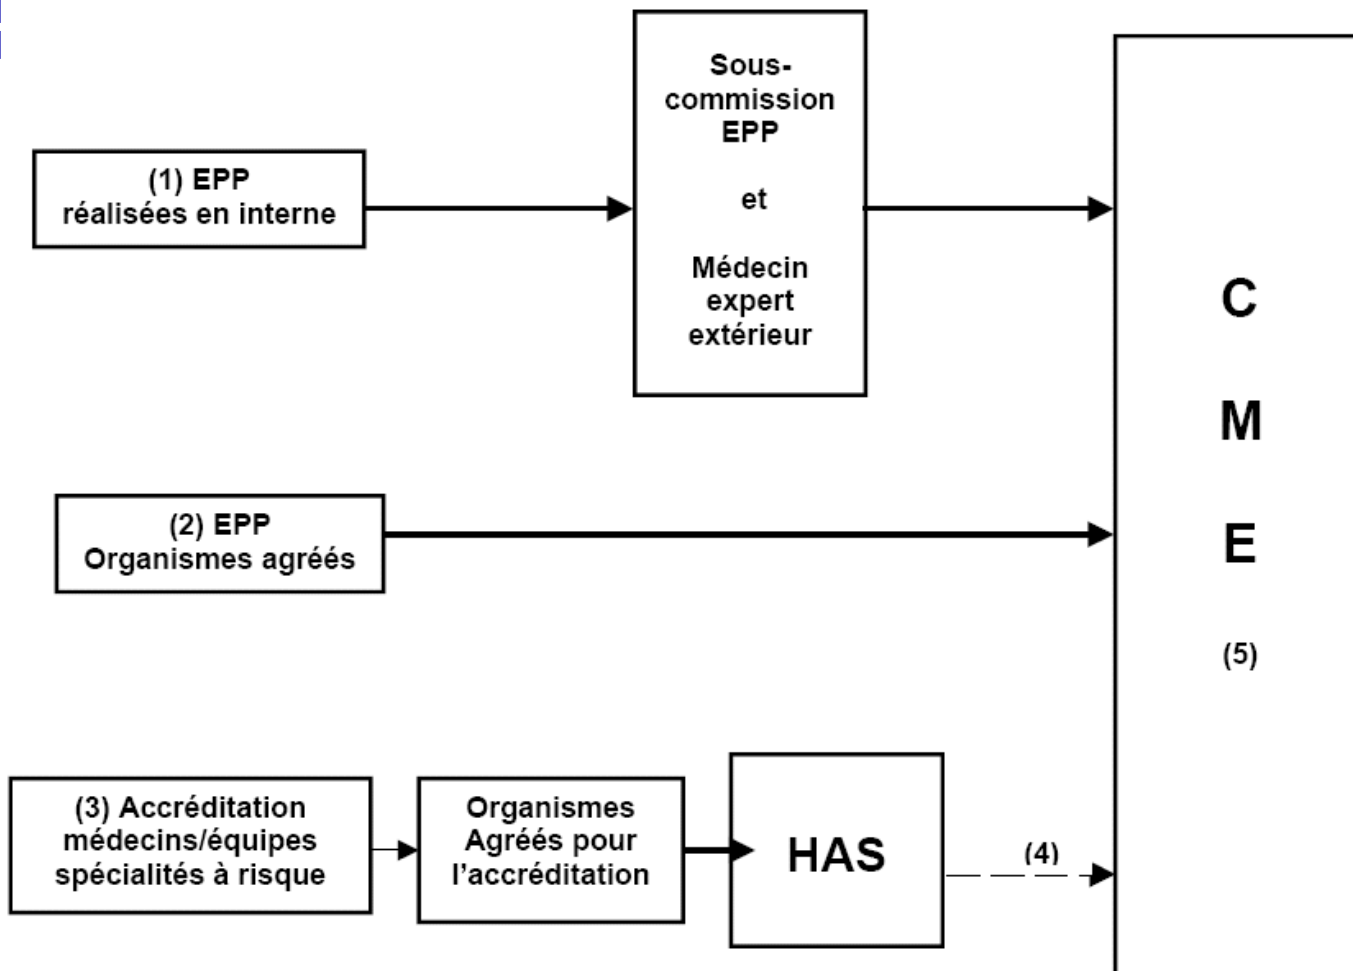 (1) EPP
réalisées en interne
Sous-
commission
EPP
et
Médecin
expert
extérieur
(2) EPP
Organismes agréés
(3) Accréditation
médecins/équipes
spécialités à risque
Organismes
Agréés pour
l'accréditation
HAS
(4)
C
M
E
(5)